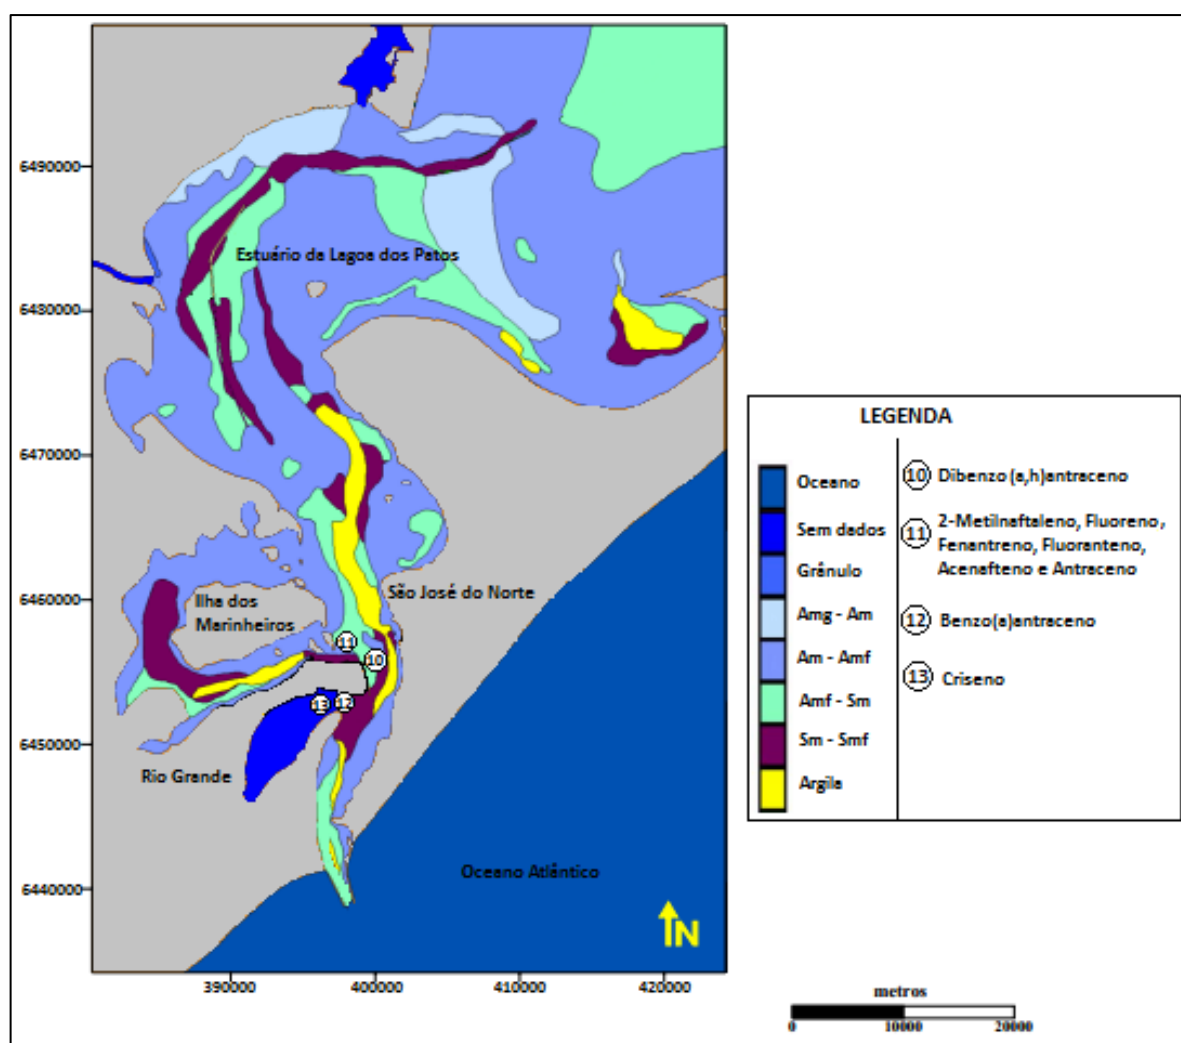 6490000
Estuário da Lagoa dos Patos
6480000
6470000
6460000
Ilha dos
Marinheiros
São José do Norte
11
10
13
12
6450000
Rio Grande
Oceano Atlântico
6440000
N
390000
400000
410000
420000
LEGENDA
Oceano
Sem dados
Grânulo
Amg - Am
Am - Amf
Amf - Sm
Sm - Smf
Argila
10 Dibenzo(a,h)antraceno
11 2-Metilnaftaleno, Fluoreno,
Fenantreno, Fluoranteno,
Acenafteno e Antraceno
12 Benzo(a)antraceno
13 Criseno
metros
0
10000
20000